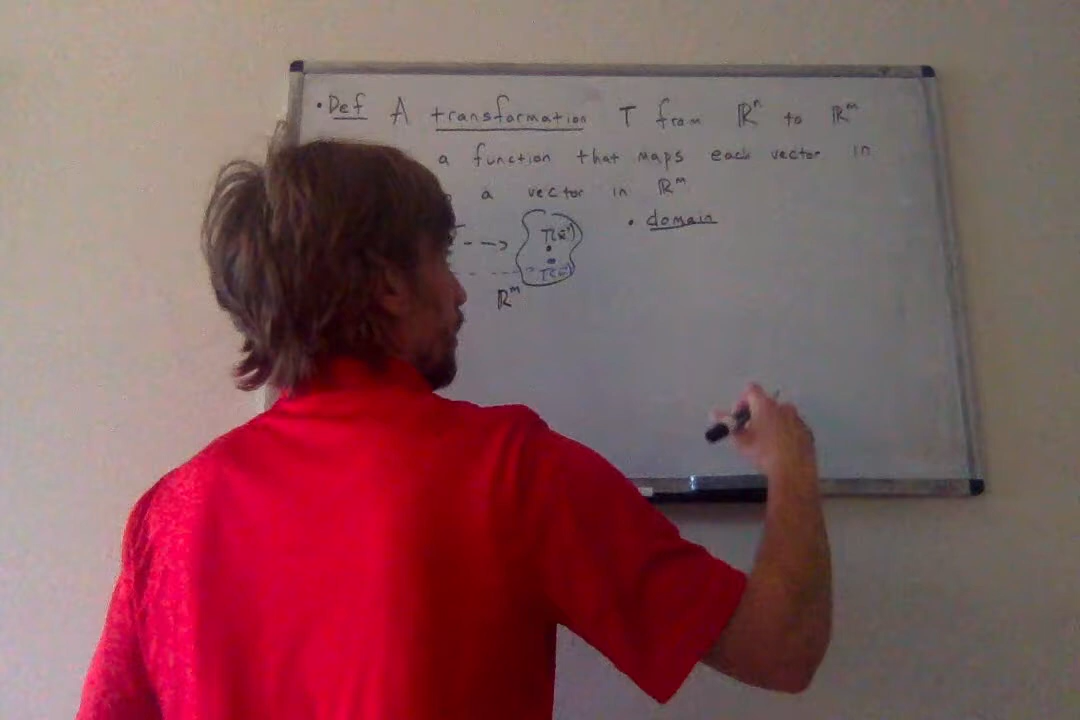 • Def A transformation T from ℝⁿ to ℝᵐ
a function that maps each vector in
a vector in ℝᵐ
• domain
T(x⃗)
ℝᵐ